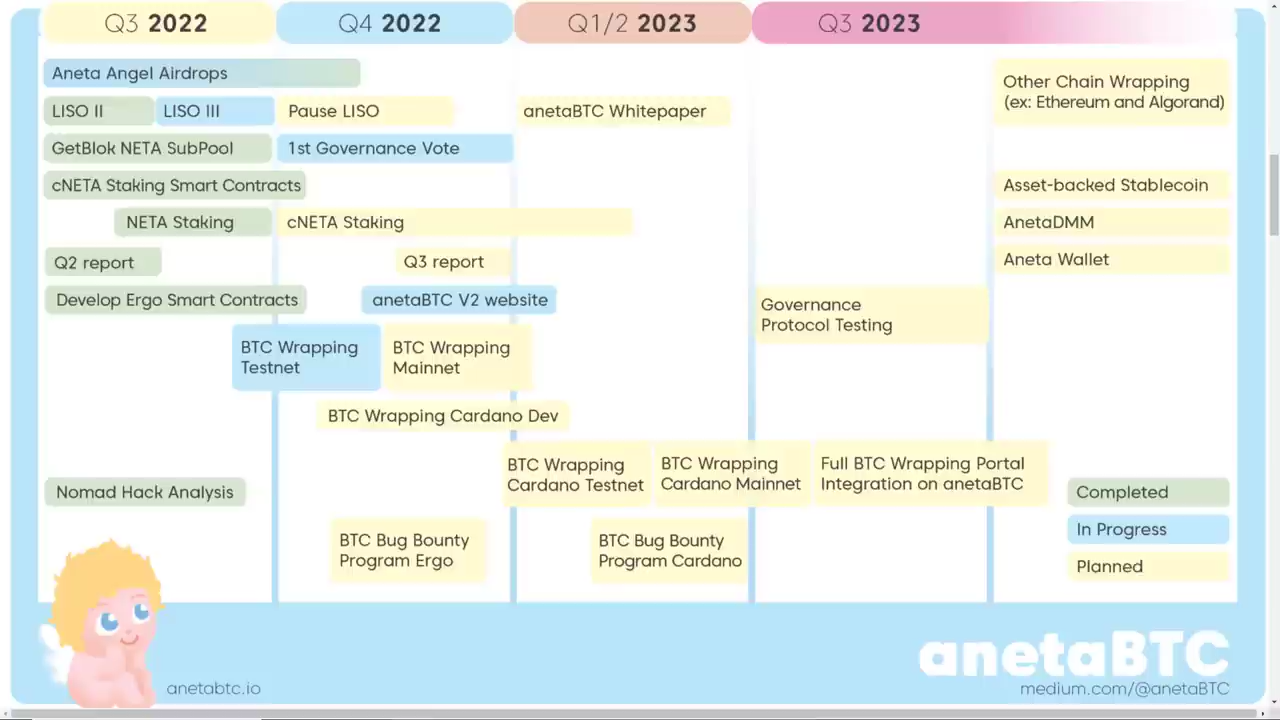 Q3 2022
Q4 2022
Q1/2 2023
Q3 2023
Aneta Angel Airdrops
Other Chain Wrapping
(ex: Ethereum and Algorand)
LISO II
LISO III
Pause LISO
anetaBTC Whitepaper
GetBlok NETA SubPool
1st Governance Vote
cNETA Staking Smart Contracts
Asset-backed Stablecoin
NETA Staking
cNETA Staking
AnetaDMM
Q2 report
Q3 report
Aneta Wallet
Develop Ergo Smart Contracts
anetaBTC V2 website
Governance
Protocol Testing
BTC Wrapping
Testnet
BTC Wrapping
Mainnet
BTC Wrapping Cardano Dev
BTC Wrapping
Cardano Testnet
BTC Wrapping
Cardano Mainnet
Full BTC Wrapping Portal
Integration on anetaBTC
Nomad Hack Analysis
Completed
In Progress
Planned
BTC Bug Bounty
Program Ergo
BTC Bug Bounty
Program Cardano
anetaBTC
anetabtc.io
medium.com/@anetaBTC